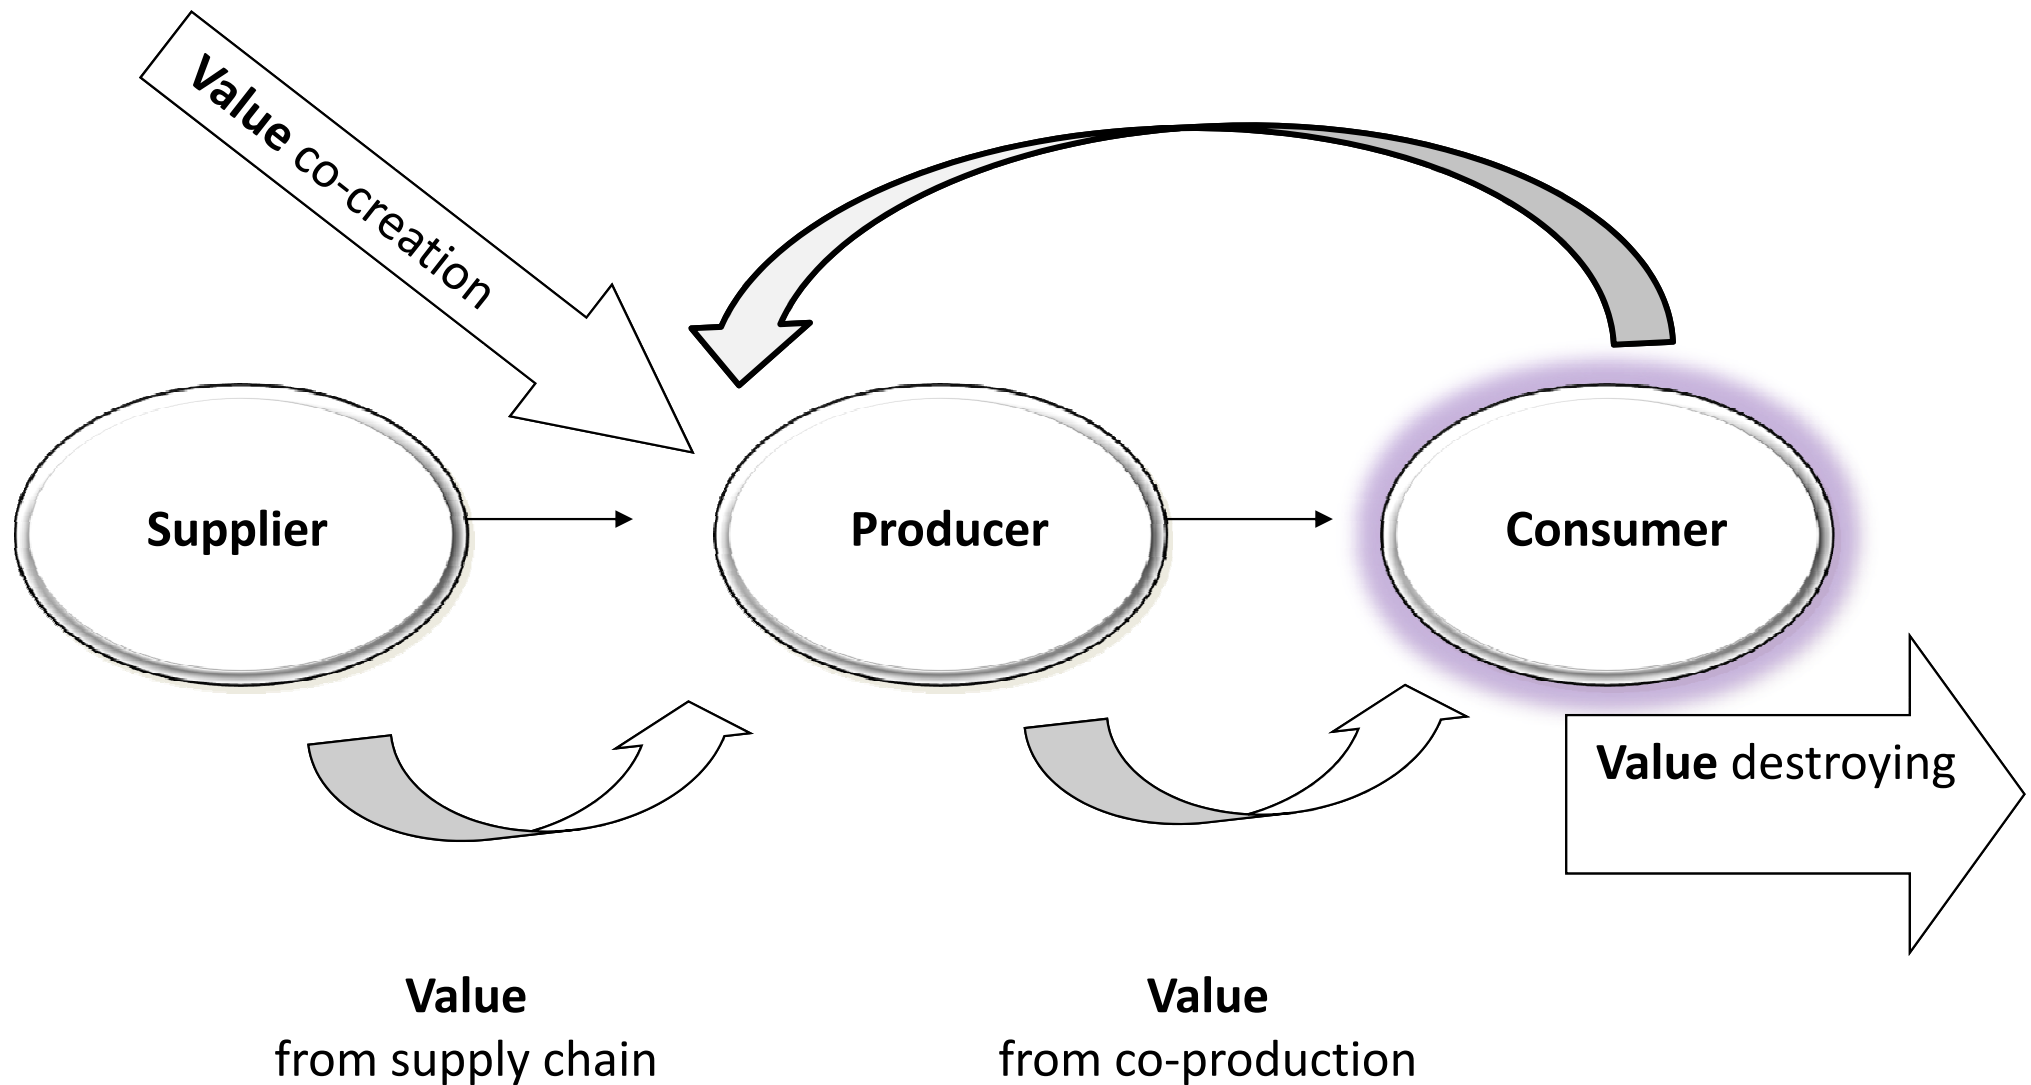 Value co-creation
Supplier
Producer
Consumer
Value destroying
Value
from supply chain
Value
from co-production